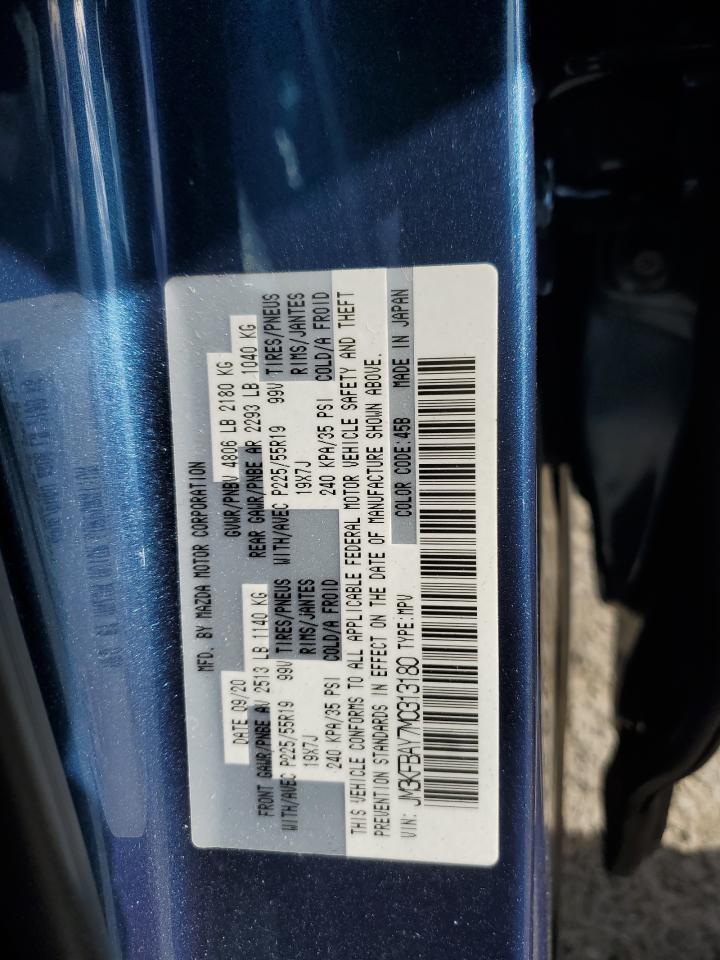 MFD. BY MAZDA MOTOR CORPORATION
DATE 09/20 GVWR/PNBV 4806 LB 2180 KG
FRONT GAWR/PNBE AV 2513 LB 1140 KG REAR GAWR/PNBE AR 2293 LB 1040 KG
WITH/AVEC P225/55R19 99V TIRES/PNEUS WITH/AVEC P225/55R19 99V TIRES/PNEUS
19X7J RIMS/JANTES 19X7J RIMS/JANTES
240 KPA/35 PSI COLD/A FROID 240 KPA/35 PSI COLD/A FROID
THIS VEHICLE CONFORMS TO ALL APPLICABLE FEDERAL MOTOR VEHICLE SAFETY AND THEFT
PREVENTION STANDARDS IN EFFECT ON THE DATE OF MANUFACTURE SHOWN ABOVE.
VIN: JM3KFBAY7M0313180 TYPE:MPV COLOR CODE:45B MADE IN JAPAN